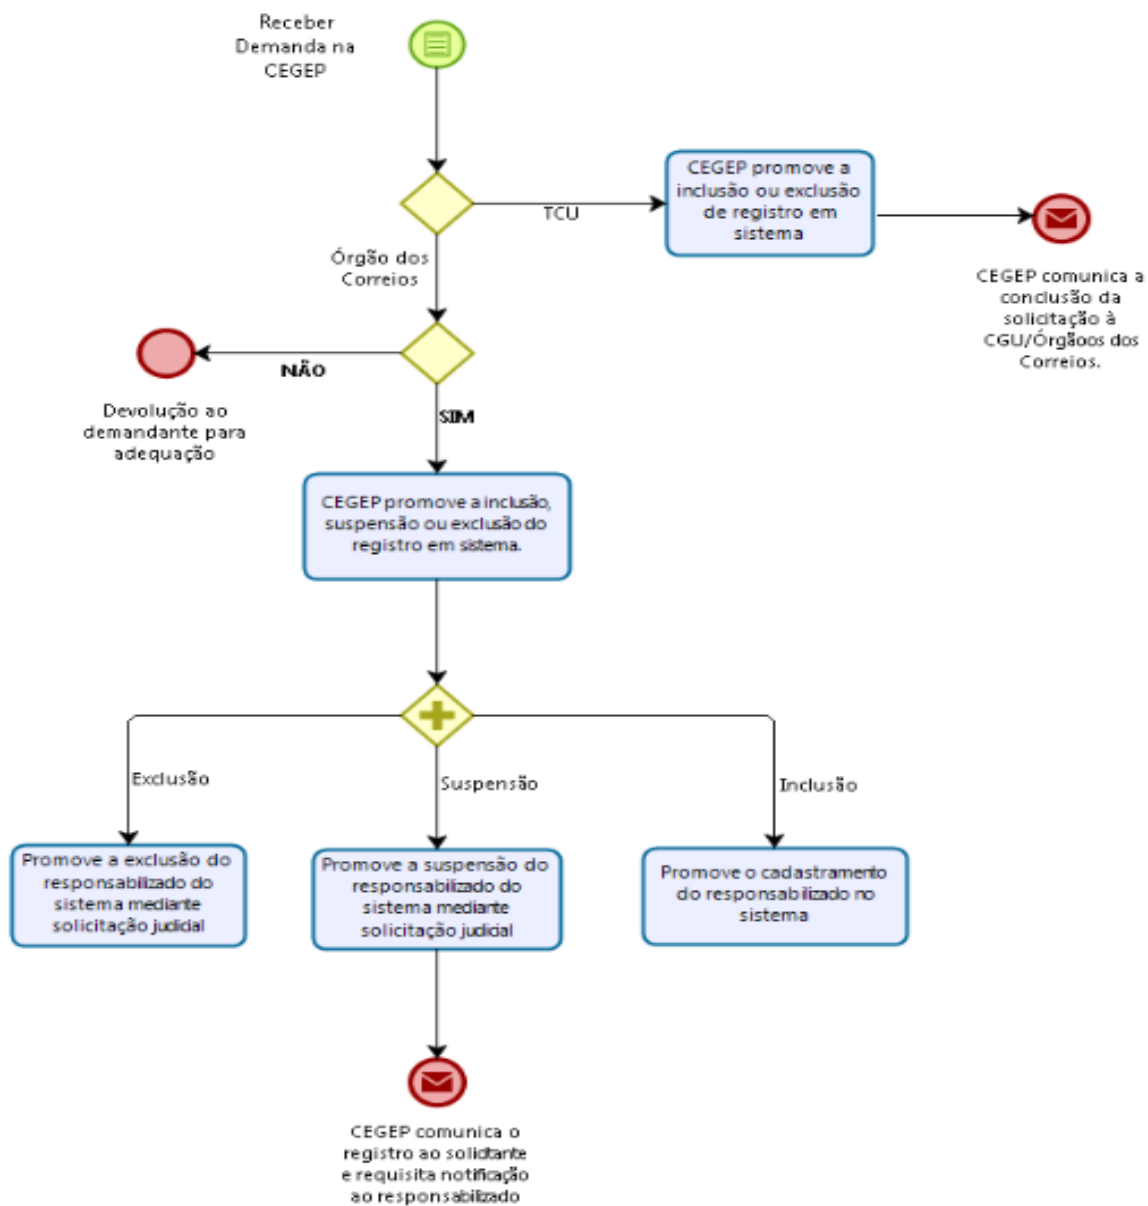 Receber
Demanda na
CEGEP
CEGEP promove a
inclusão ou exclusão
de registro em
sistema
TCU
Órgão dos
Correios
CEGEP comunica a
conclusão da
solicitação à
CGU/Órgãoos dos
Correios.
NÃO
Devolução ao
demandante para
adequação
SIM
CEGEP promove a inclusão,
suspensão ou exclusão do
registro em sistema.
Exclusão
Suspensão
Inclusão
Promove a exclusão do
responsabilizado do
sistema mediante
solicitação judicial
Promove a suspensão do
responsabilizado do
sistema mediante
solicitação judicial
Promove o cadastramento
do responsabilizado no
sistema
CEGEP comunica o
registro ao solicitante
e requisita notificação
ao responsabilizado